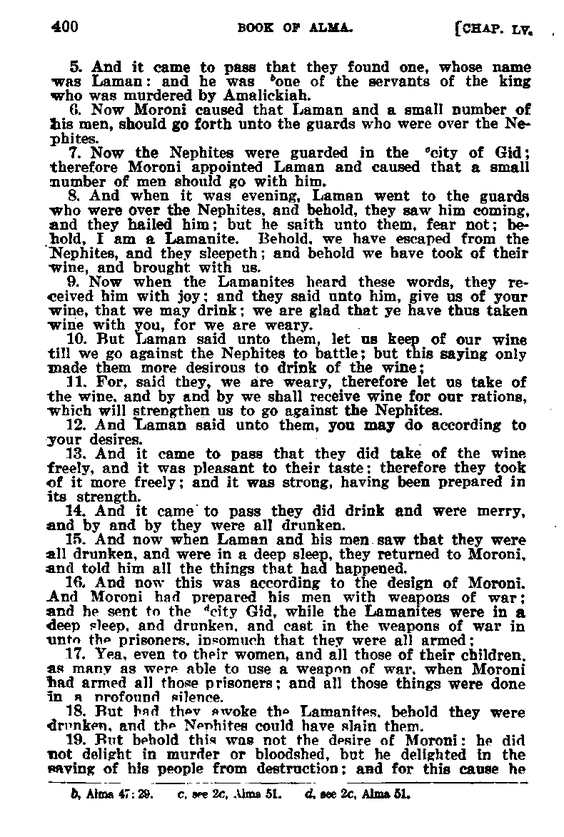 400 BOOK OF ALMA. [CHAP. LV.
5. And it came to pass that they found one, whose name
was Laman: and he was bone of the servants of the king
who was murdered by Amalickiah.
6. Now Moroni caused that Laman and a small number of
his men, should go forth unto the guards who were over the Ne-
phites.
7. Now the Nephites were guarded in the ccity of Gid;
therefore Moroni appointed Laman and caused that a small
number of men should go with him.
8. And when it was evening, Laman went to the guards
who were over the Nephites, and behold, they saw him coming,
and they hailed him; but he saith unto them, fear not; be-
hold, I am a Lamanite. Behold, we have escaped from the
Nephites, and they sleepeth; and behold we have took of their
wine, and brought with us.
9. Now when the Lamanites heard these words, they re-
ceived him with joy; and they said unto him, give us of your
wine, that we may drink; we are glad that ye have thus taken
wine with you, for we are weary.
10. But Laman said unto them, let us keep of our wine
till we go against the Nephites to battle; but this saying only
made them more desirous to drink of the wine;
11. For, said they, we are weary, therefore let us take of
the wine, and by and by we shall receive wine for our rations,
which will strengthen us to go against the Nephites.
12. And Laman said unto them, you may do according to
your desires.
13. And it came to pass that they did take of the wine
freely, and it was pleasant to their taste; therefore they took
of it more freely; and it was strong, having been prepared in
its strength.
14. And it came to pass they did drink and were merry,
and by and by they were all drunken.
15. And now when Laman and his men saw that they were
all drunken, and were in a deep sleep, they returned to Moroni,
and told him all the things that had happened.
16. And now this was according to the design of Moroni.
And Moroni had prepared his men with weapons of war;
and he sent to the dcity Gid, while the Lamanites were in a
deep sleep, and drunken, and cast in the weapons of war in
unto the prisoners, insomuch that they were all armed;
17. Yea, even to their women, and all those of their children,
as many as were able to use a weapon of war, when Moroni
had armed all those prisoners; and all those things were done
in a profound silence.
18. But had they awoke the Lamanites, behold they were
drunken, and the Nephites could have slain them.
19. But behold this was not the desire of Moroni: he did
not delight in murder or bloodshed, but he delighted in the
saving of his people from destruction; and for this cause he
b, Alma 47:29. c, see 2c, Alma 51. d, see 2c, Alma 51.